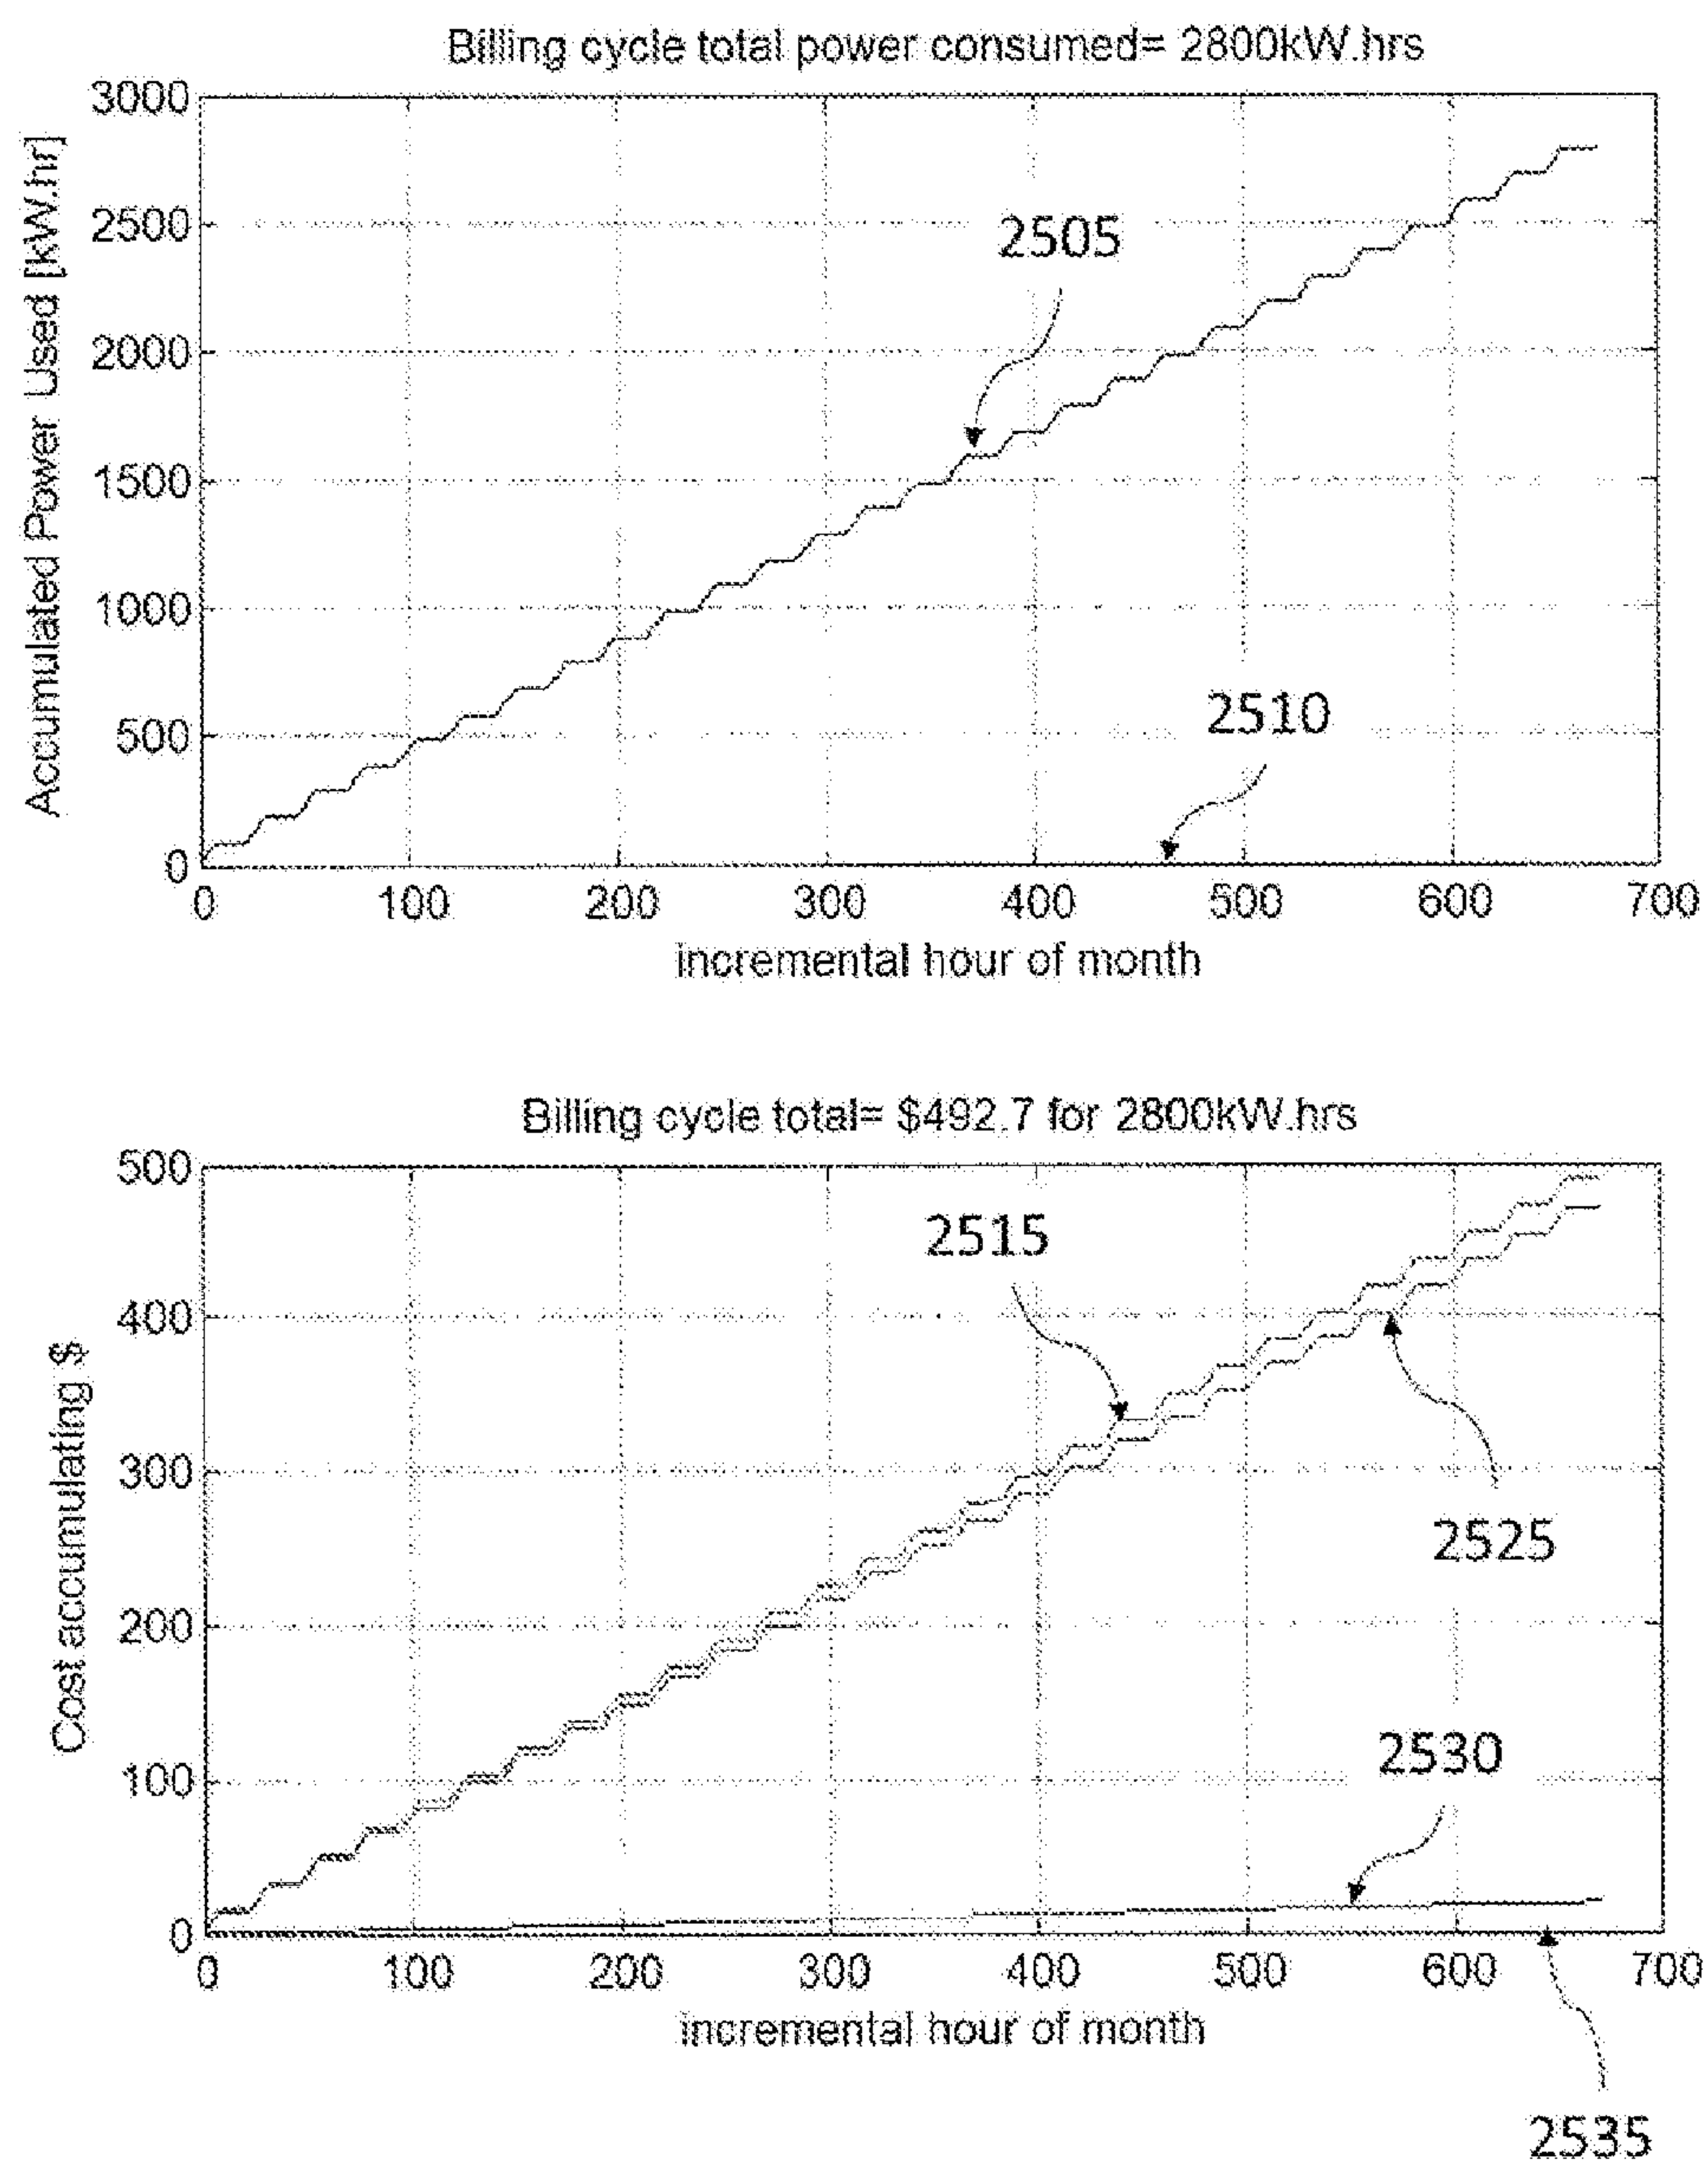 Billing cycle total power consumed= 2800kW.hrs
Accumulated Power Used [kW.hr]
3000
2500
2000
1500
1000
500
0
2505
2510
0 100 200 300 400 500 600 700
incremental hour of month
Billing cycle total= $492.7 for 2800kW.hrs
Cost accumulating $
500
400
300
200
100
0
2515
2525
2530
0 100 200 300 400 500 600 700
incremental hour of month
2535